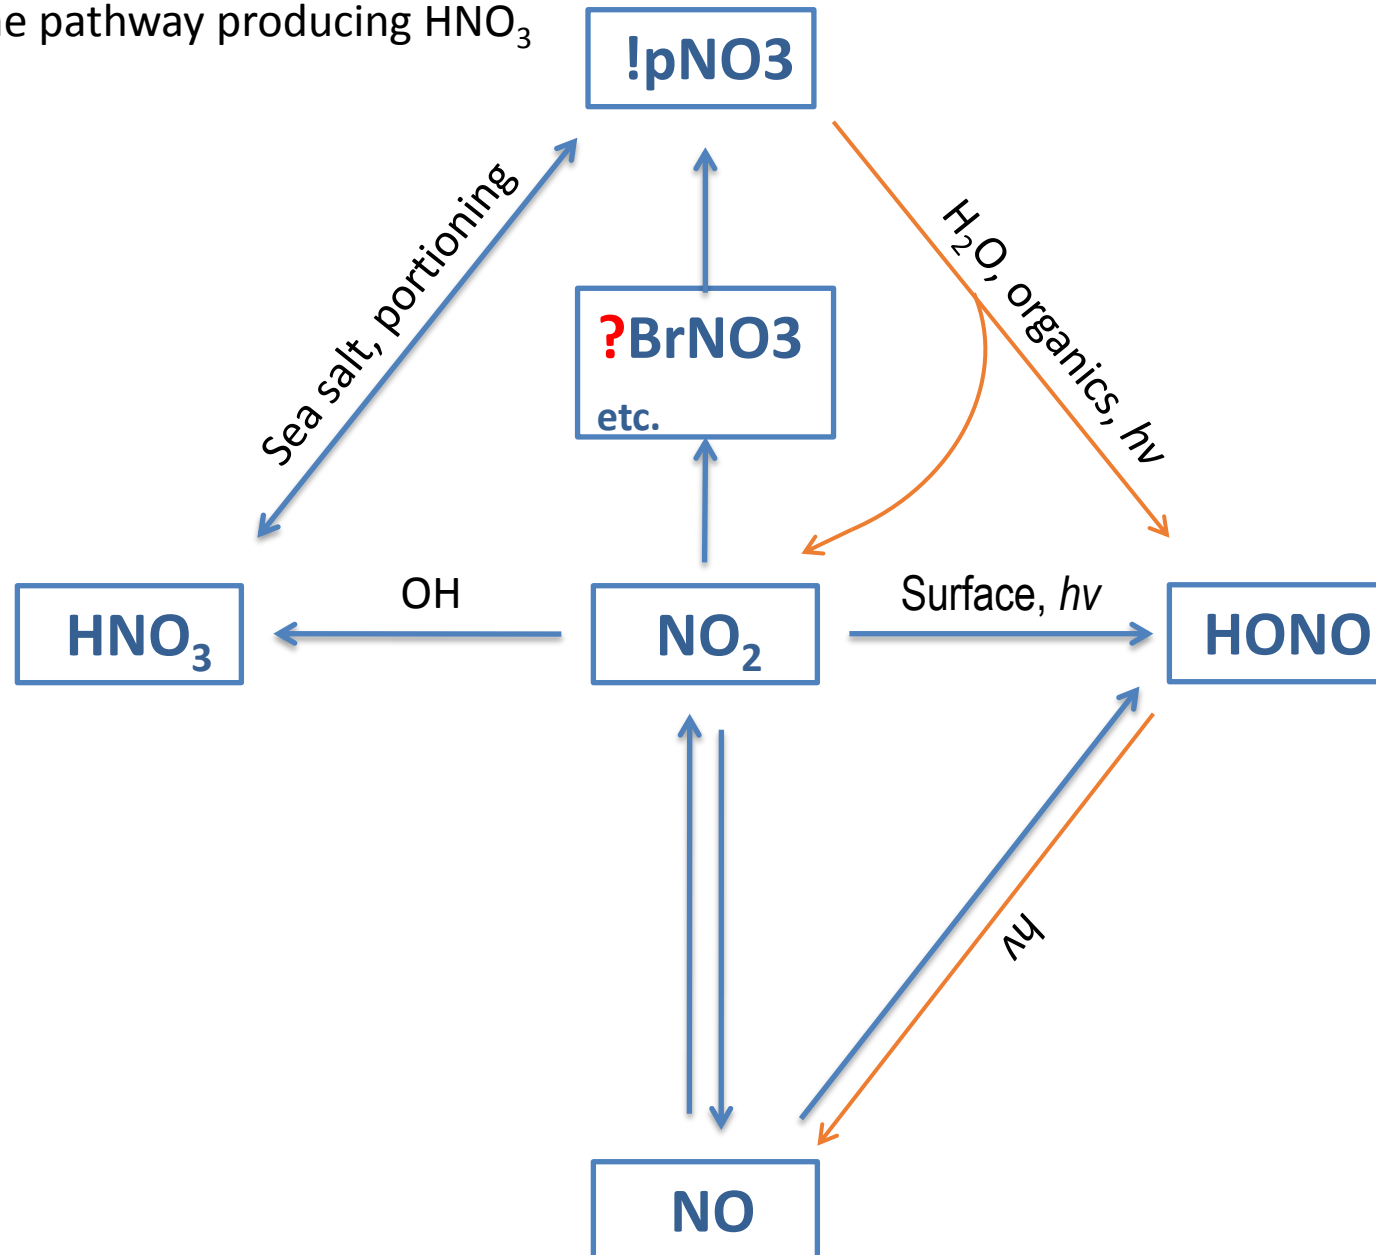 ne pathway producing HNO₃
!pNO3
Sea salt, portioning
H₂O, organics, hv
?BrNO3
etc.
HNO₃
OH
NO₂
Surface, hv
HONO
hv
NO